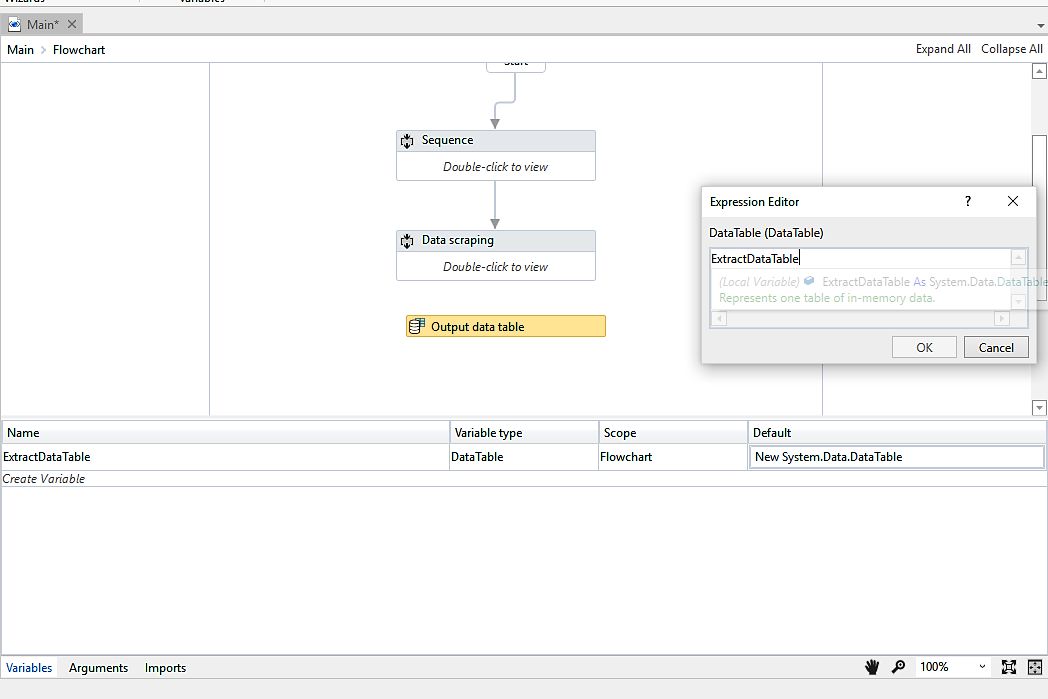 Main*
Main > Flowchart
Expand All Collapse All
Start
Sequence
Double-click to view
Data scraping
Double-click to view
Output data table
Expression Editor ?
DataTable (DataTable)
ExtractDataTable
(Local Variable) ExtractDataTable As System.Data.DataTable
Represents one table of in-memory data.
OK Cancel
Name Variable type Scope Default
ExtractDataTable DataTable Flowchart New System.Data.DataTable
Create Variable
Variables Arguments Imports 100%